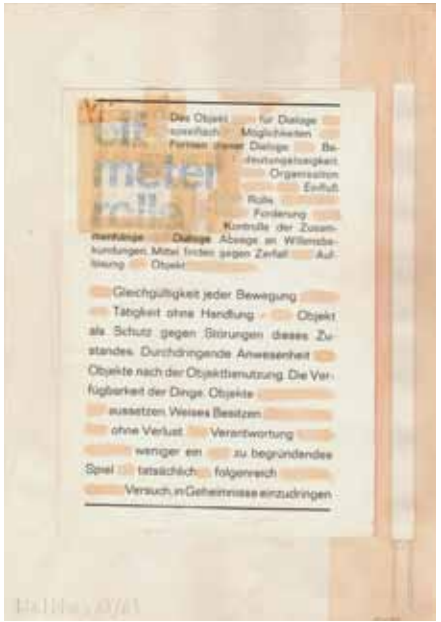 Das Objekt für Dialoge
spezifisch Möglichkeiten
Formen dieser Dialoge Be-
deutungslosigkeit
Organisation
Einfluß
Rolle
Forderung
meter
rolle
Kontrolle der Zusam-
menhänge Dialoge Absage an Willensbe-
kundungen. Mittel finden gegen Zerfall Auf-
lösung Objekt
Gleichgültigkeit jeder Bewegung
Tätigkeit ohne Handlung - Objekt
als Schutz gegen Störungen dieses Zu-
standes. Durchdringende Anwesenheit
Objekte nach der Objektbenutzung. Die Ver-
fügbarkeit der Dinge. Objekte
aussetzen. Weises Besitzen
ohne Verlust Verantwortung
weniger ein zu begründendes
Spiel tatsächlich folgenreich
Versuch, in Geheimnisse einzudringen